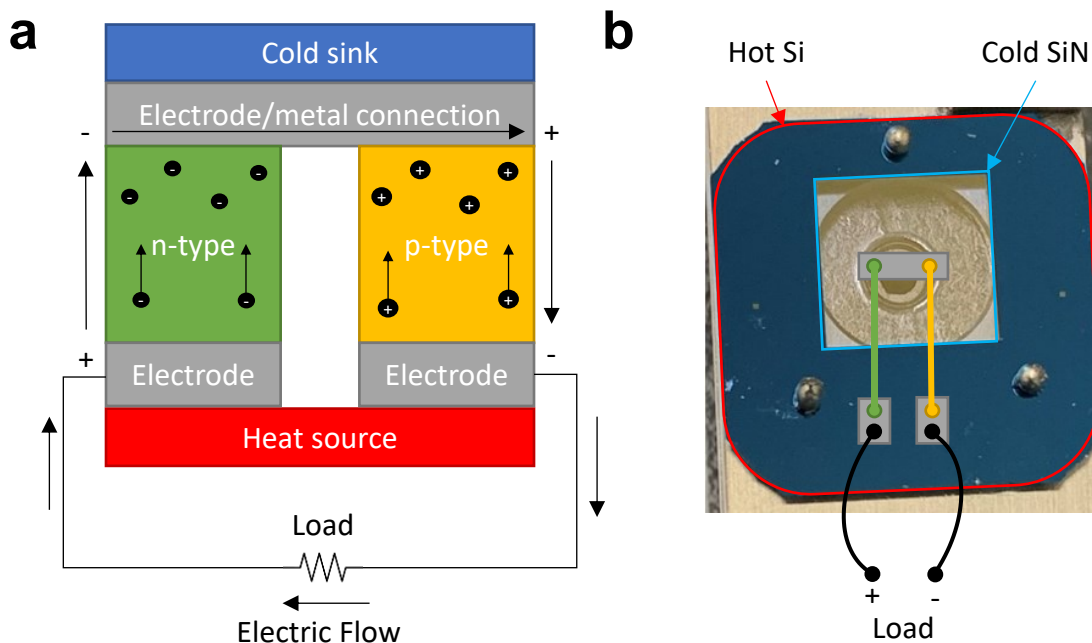 a
Cold sink
Electrode/metal connection
- +
- - - -
+ + + +
n-type
p-type
- -
+ +
+ -
Electrode
Electrode
Heat source
Load
Electric Flow
b
Hot Si
Cold SiN
+ -
Load